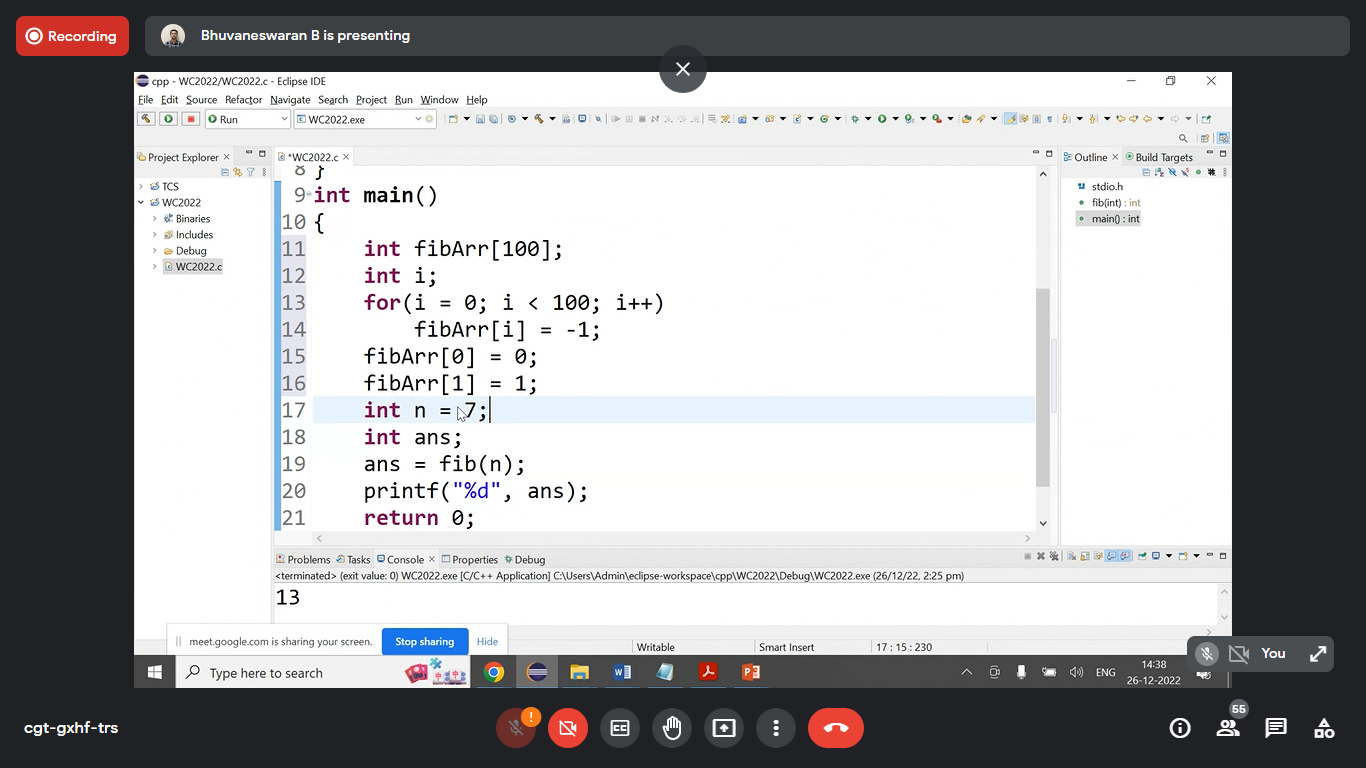 Recording
Bhuvaneswaran B is presenting
cpp - WC2022/WC2022.c - Eclipse IDE
File Edit Source Refactor Navigate Search Project Run Window Help
Run
WC2022.exe
Project Explorer
TCS
WC2022
Binaries
Includes
Debug
WC2022.c
*WC2022.c
8 }
9 int main()
10 {
11 int fibArr[100];
12 int i;
13 for(i = 0; i < 100; i++)
14 fibArr[i] = -1;
15 fibArr[0] = 0;
16 fibArr[1] = 1;
17 int n = 7;
18 int ans;
19 ans = fib(n);
20 printf("%d", ans);
21 return 0;
Outline
Build Targets
stdio.h
fib(int) : int
main() : int
Problems Tasks Console Properties Debug
<terminated> (exit value: 0) WC2022.exe [C/C++ Application] C:\Users\Admin\eclipse-workspace\cpp\WC2022\Debug\WC2022.exe (26/12/22, 2:25 pm)
13
meet.google.com is sharing your screen.
Stop sharing
Hide
Writable
Smart Insert
17 : 15 : 230
You
Type here to search
ENG
14:38
26-12-2022
cgt-gxhf-trs
55